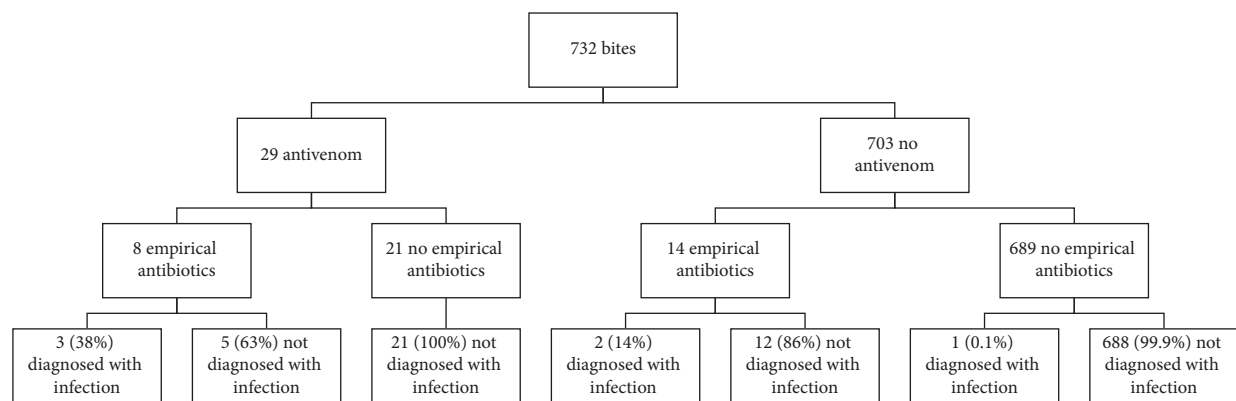 732 bites
29 antivenom
703 no
antivenom
8 empirical
antibiotics
21 no empirical
antibiotics
14 empirical
antibiotics
689 no empirical
antibiotics
3 (38%)
diagnosed with
infection
5 (63%) not
diagnosed with
infection
21 (100%) not
diagnosed with
infection
2 (14%)
diagnosed with
infection
12 (86%) not
diagnosed with
infection
1 (0.1%)
diagnosed with
infection
688 (99.9%) not
diagnosed with
infection